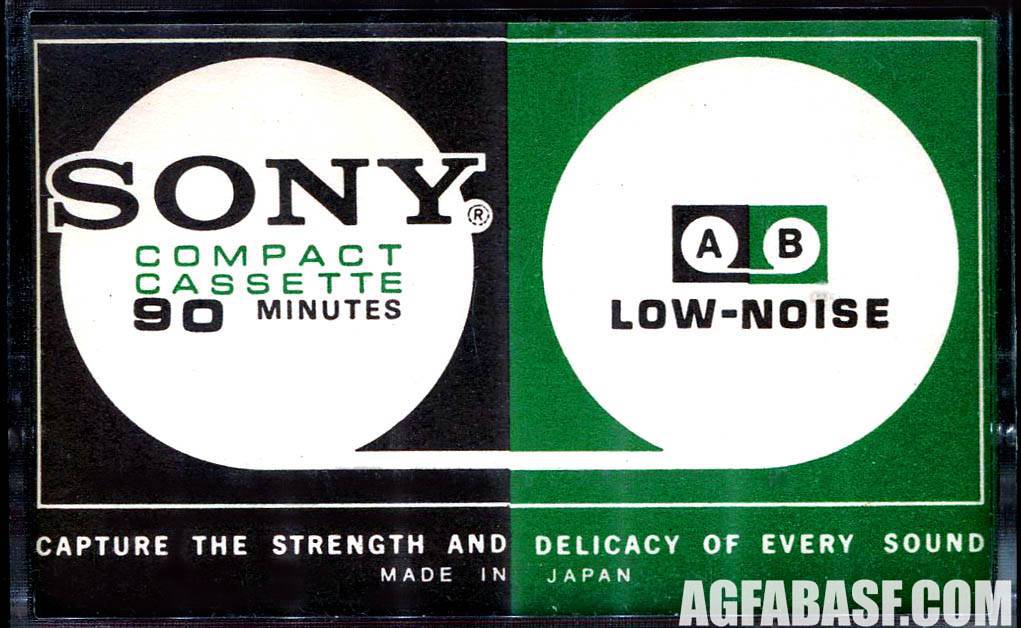 SONY®
COMPACT
CASSETTE
90 MINUTES
A B
LOW-NOISE
CAPTURE THE STRENGTH AND DELICACY OF EVERY SOUND
MADE IN JAPAN
AGFABASF.COM